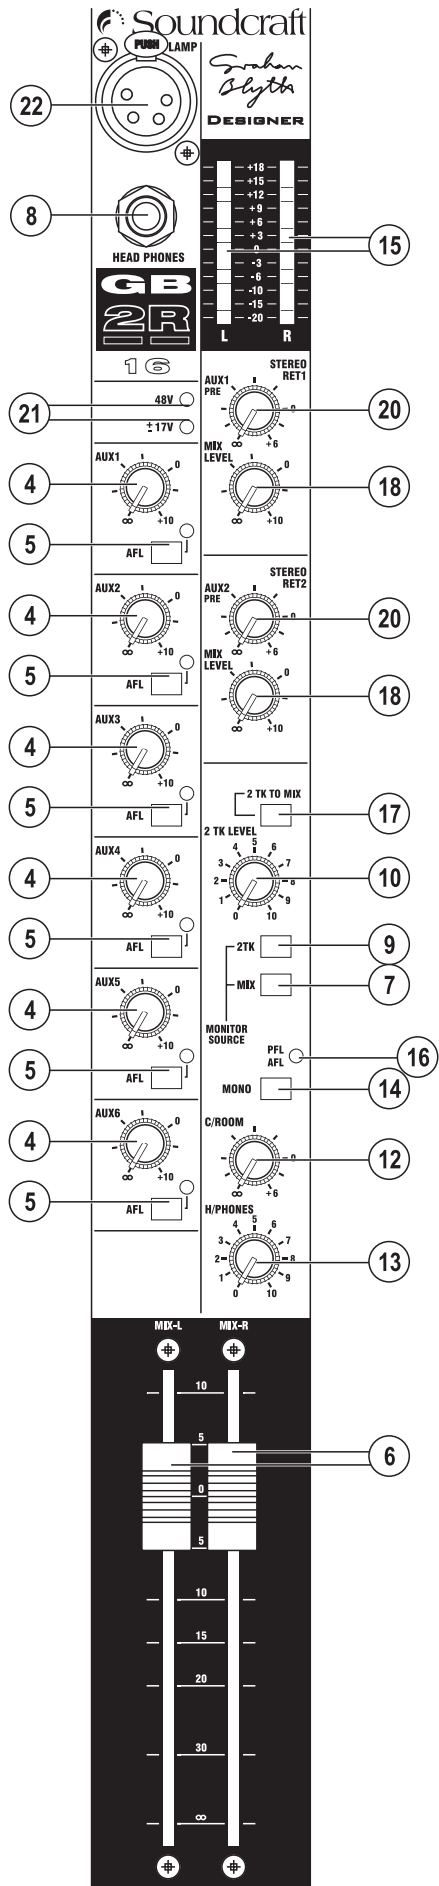 Soundcraft
PUSH
LAMP
Graham
Blyth
DESIGNER
22
+18
+15
+12
+9
+6
+3
0
-3
-6
-10
-15
-20
L R
15
8
HEAD PHONES
GB
2R
16
21
48V
±17V
STEREO
RET1
AUX1
PRE
0
∞ +6
20
MIX
LEVEL
0
∞ +10
18
4
AUX1
0
∞ +10
5
AFL
STEREO
RET2
AUX2
PRE
0
∞ +6
20
MIX
LEVEL
0
∞ +10
18
4
AUX2
0
∞ +10
5
AFL
4
AUX3
0
∞ +10
5
AFL
2 TK TO MIX
17
2 TK LEVEL
0 1 2 3 4 5 6 7 8 9 10
10
4
AUX4
0
∞ +10
5
AFL
2TK
9
MIX
7
MONITOR
SOURCE
4
AUX5
0
∞ +10
5
AFL
PFL
AFL
16
MONO
14
4
AUX6
0
∞ +10
5
AFL
C/ROOM
0
∞ +6
12
H/PHONES
0 1 2 3 4 5 6 7 8 9 10
13
MIX-L MIX-R
10
5
0
5
10
15
20
30
∞
6